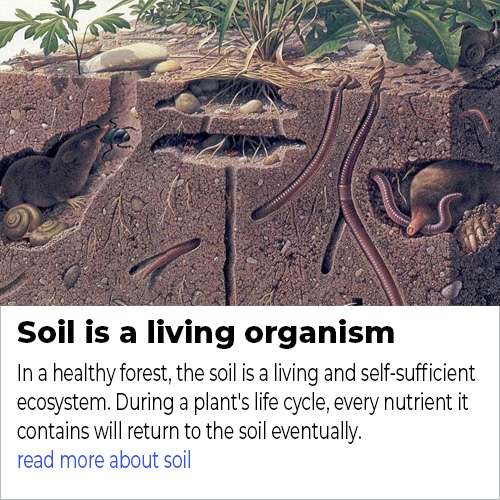 Soil is a living organism
In a healthy forest, the soil is a living and self-sufficient
ecosystem. During a plant's life cycle, every nutrient it
contains will return to the soil eventually.
read more about soil